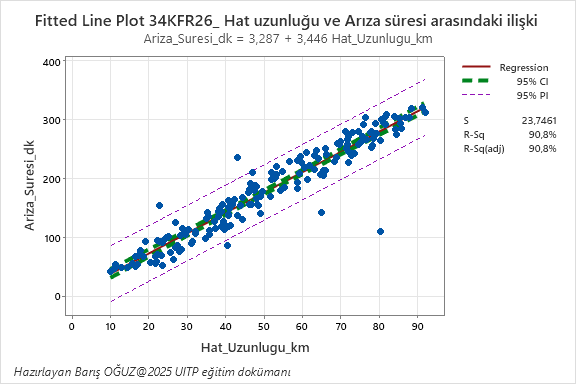 Fitted Line Plot 34KFR26_ Hat uzunluğu ve Arıza süresi arasındaki ilişki
Ariza_Suresi_dk = 3,287 + 3,446 Hat_Uzunlugu_km
Regression
95% CI
95% PI
S 23,7461
R-Sq 90,8%
R-Sq(adj) 90,8%
400
300
200
100
0
Ariza_Suresi_dk
0 10 20 30 40 50 60 70 80 90
Hat_Uzunlugu_km
Hazırlayan Barış OĞUZ@2025 UITP eğitim dokümanı